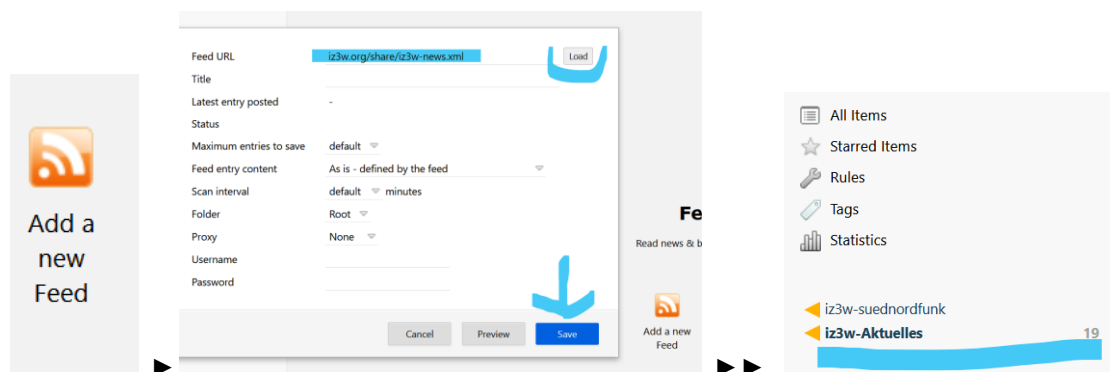 Add a
new
Feed
Feed URL iz3w.org/share/iz3w-news.xml Load
Title
Latest entry posted -
Status
Maximum entries to save default
Feed entry content As is - defined by the feed
Scan interval default minutes
Folder Root
Proxy None
Username
Password
Cancel Preview Save
Fe
Read news & b
Add a new
Feed
All Items
Starred Items
Rules
Tags
Statistics
iz3w-suednordfunk
iz3w-Aktuelles 19